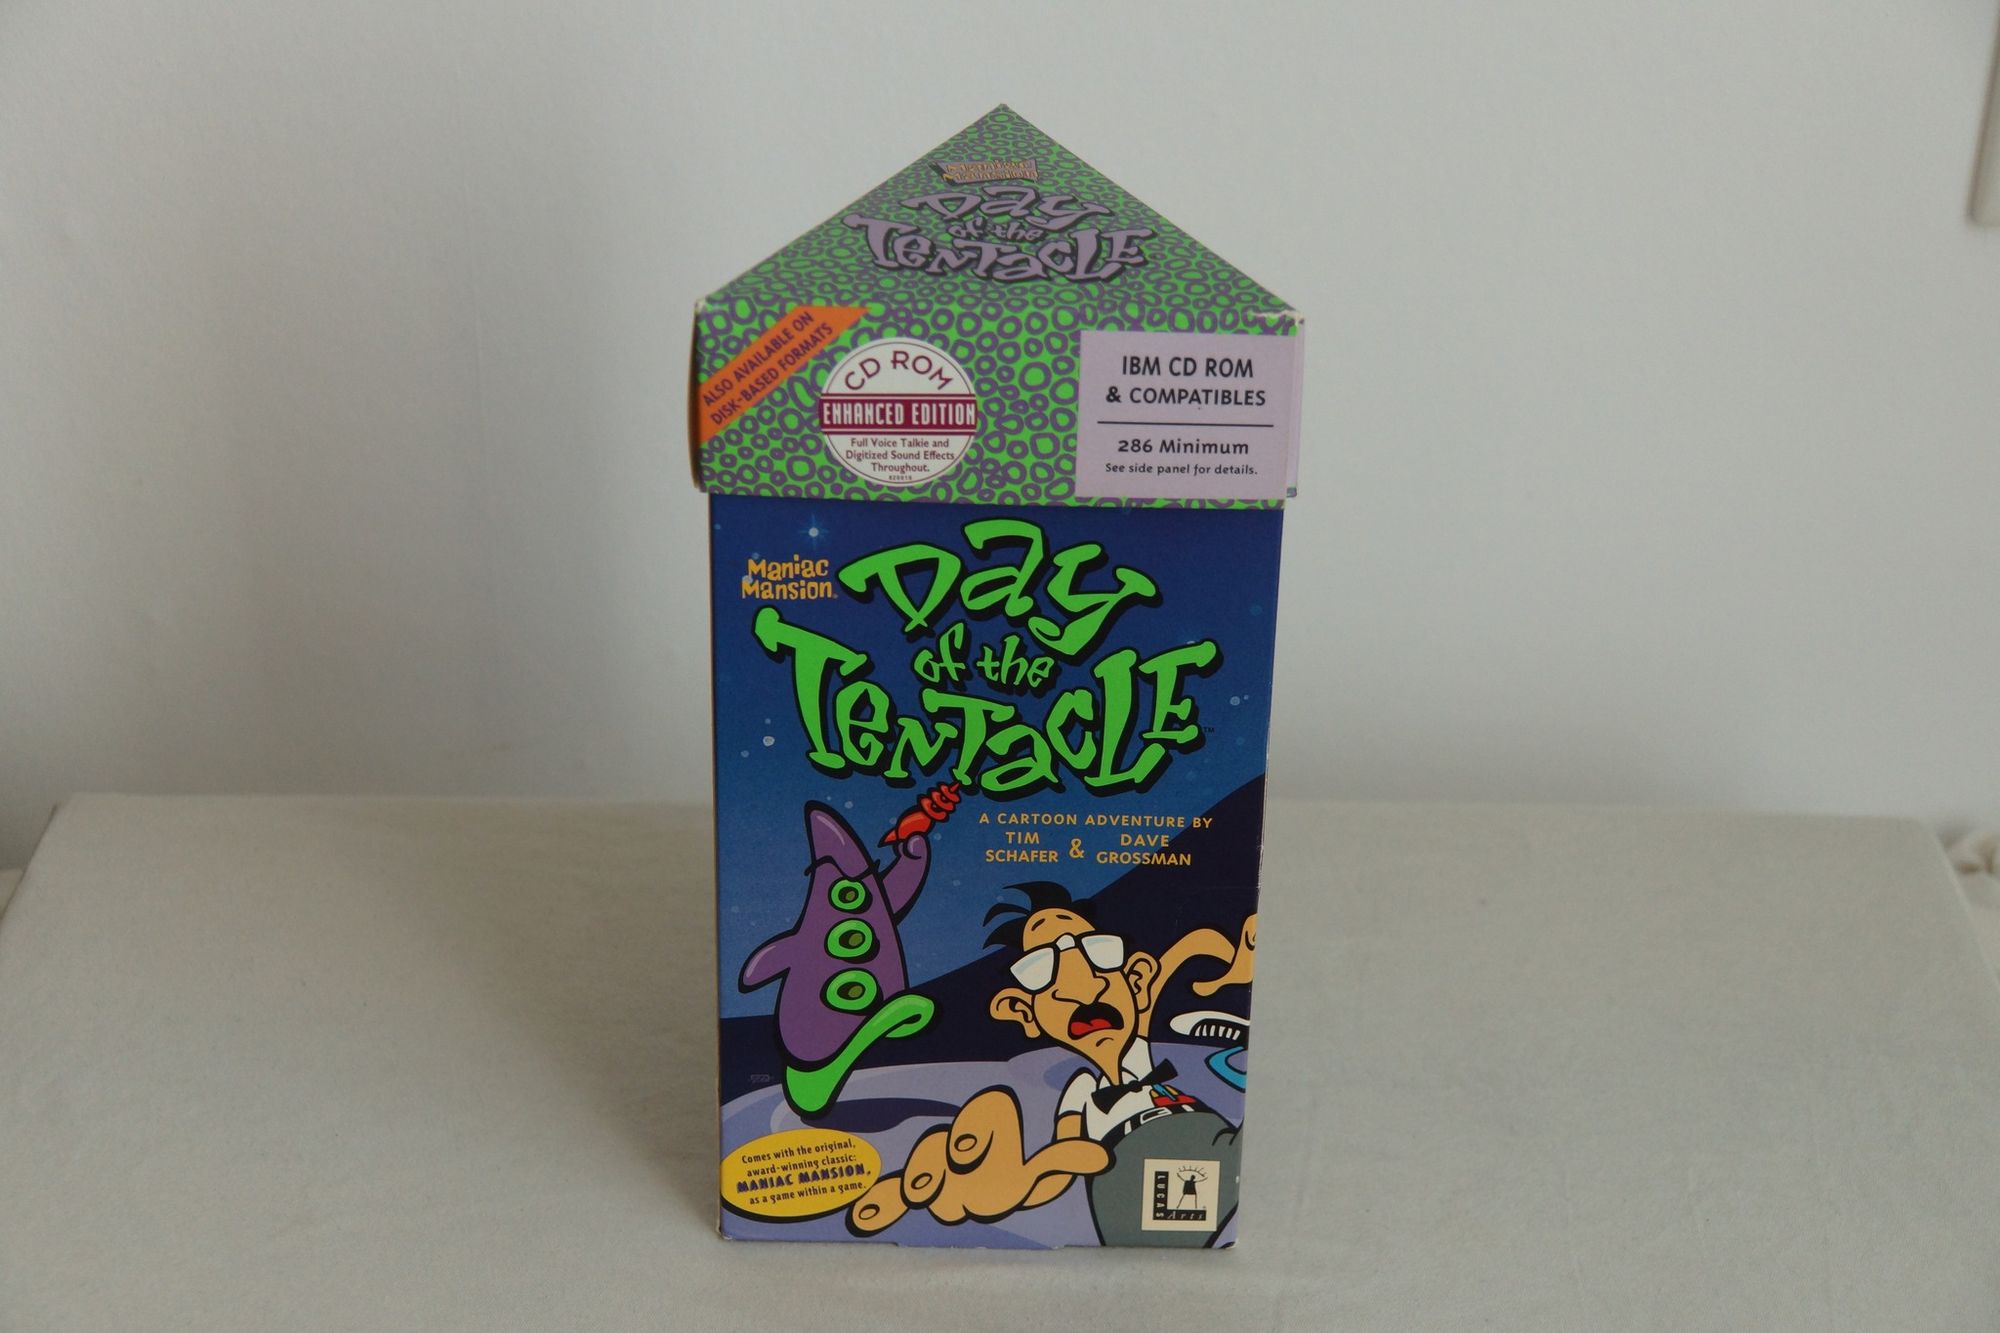 Maniac
Mansion
Day
of the
Tentacle
ALSO AVAILABLE ON
DISK-BASED FORMATS
CD ROM
ENHANCED EDITION
Full Voice Talkie and
Digitized Sound Effects
Throughout.
IBM CD ROM
& COMPATIBLES
286 Minimum
See side panel for details.
Maniac
Mansion®
Day
of the
Tentacle™
A CARTOON ADVENTURE BY
TIM SCHAFER & DAVE GROSSMAN
Comes with the original,
award-winning classic:
MANIAC MANSION,
as a game within a game.
LUCAS
Arts